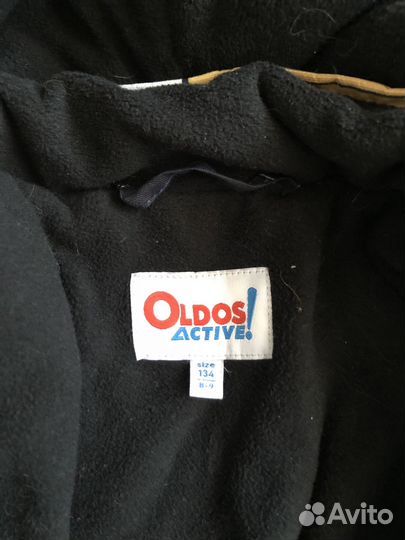 OLDOS!
ACTIVE
size
134
8-9
Avito